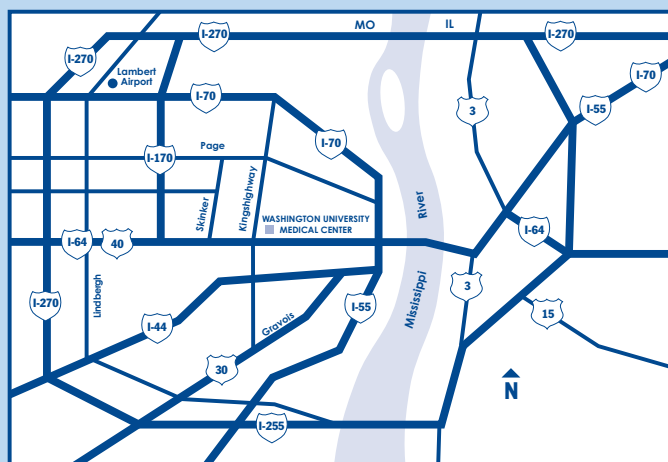 MO IL
I-270
I-270
I-270
Lambert
Airport
I-70
I-70
I-55
3
I-70
Page
I-170
Skinker
Kingshighway
River
WASHINGTON UNIVERSITY
MEDICAL CENTER
I-64
I-64
40
Lindbergh
I-270
I-55
3
Mississippi
15
I-44
Gravois
30
N
I-255